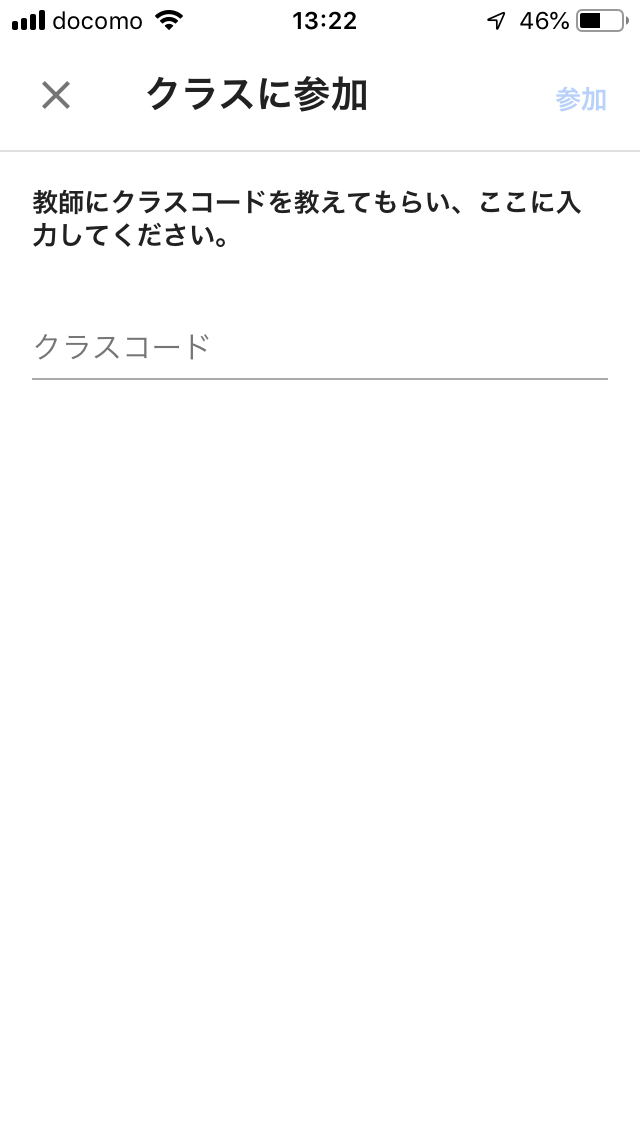 docomo 13:22 46%
クラスに参加 参加
教師にクラスコードを教えてもらい、ここに入
力してください。
クラスコード